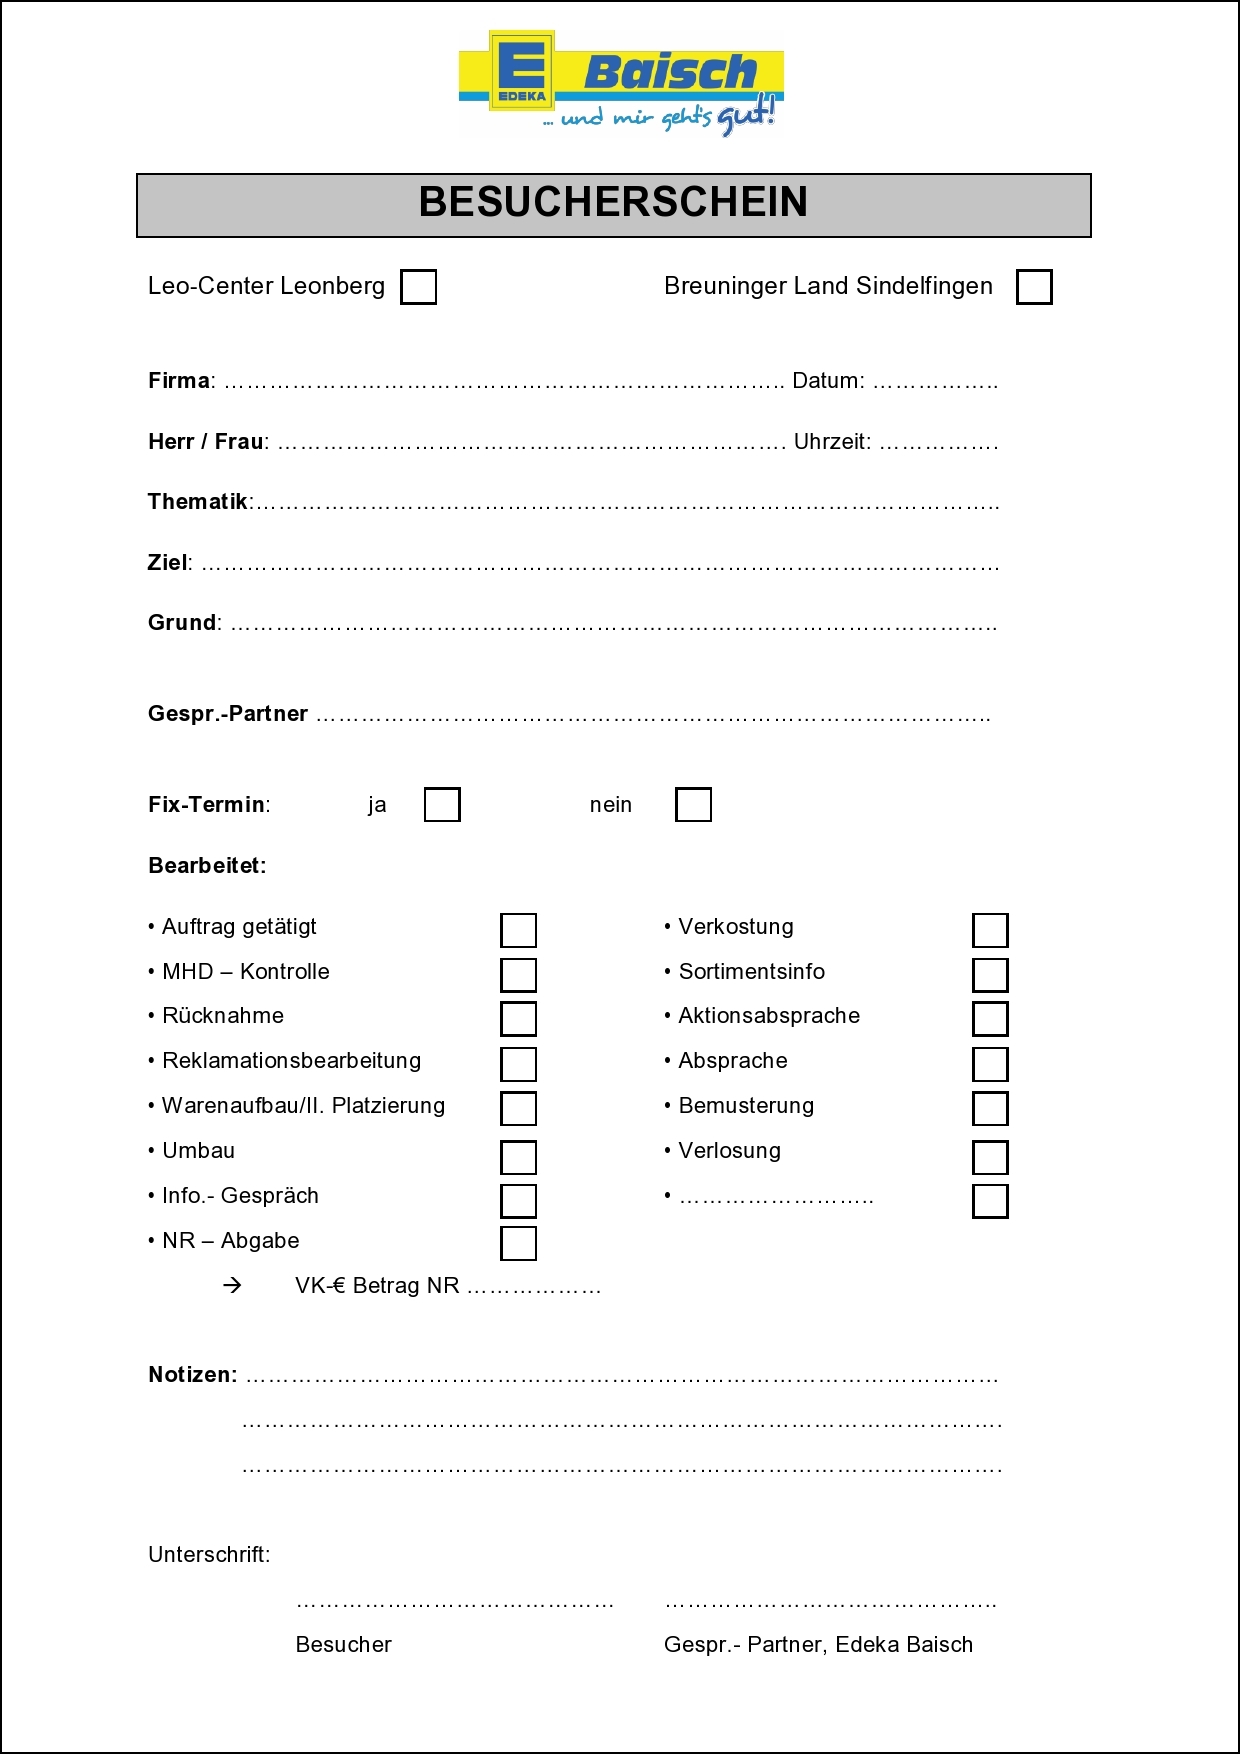 E Baisch
EDEKA
... und mir geht's gut!
BESUCHERSCHEIN
Leo-Center Leonberg Breuninger Land Sindelfingen
Firma: ……………………………………………………………….. Datum: ……………..
Herr / Frau: …………………………………………………………. Uhrzeit: …………….
Thematik:……………………………………………………………………………………..
Ziel: ……………………………………………………………………………………………
Grund: ………………………………………………………………………………………..
Gespr.-Partner ……………………………………………………………………………..
Fix-Termin: ja nein
Bearbeitet:
• Auftrag getätigt • Verkostung
• MHD – Kontrolle • Sortimentsinfo
• Rücknahme • Aktionsabsprache
• Reklamationsbearbeitung • Absprache
• Warenaufbau/II. Platzierung • Bemusterung
• Umbau • Verlosung
• Info.- Gespräch • ……………………..
• NR – Abgabe
→ VK-€ Betrag NR ………………
Notizen: ………………………………………………………………………………………
……………………………………………………………………………………….
……………………………………………………………………………………….
Unterschrift:
…………………………………… ……………………………………..
Besucher Gespr.- Partner, Edeka Baisch